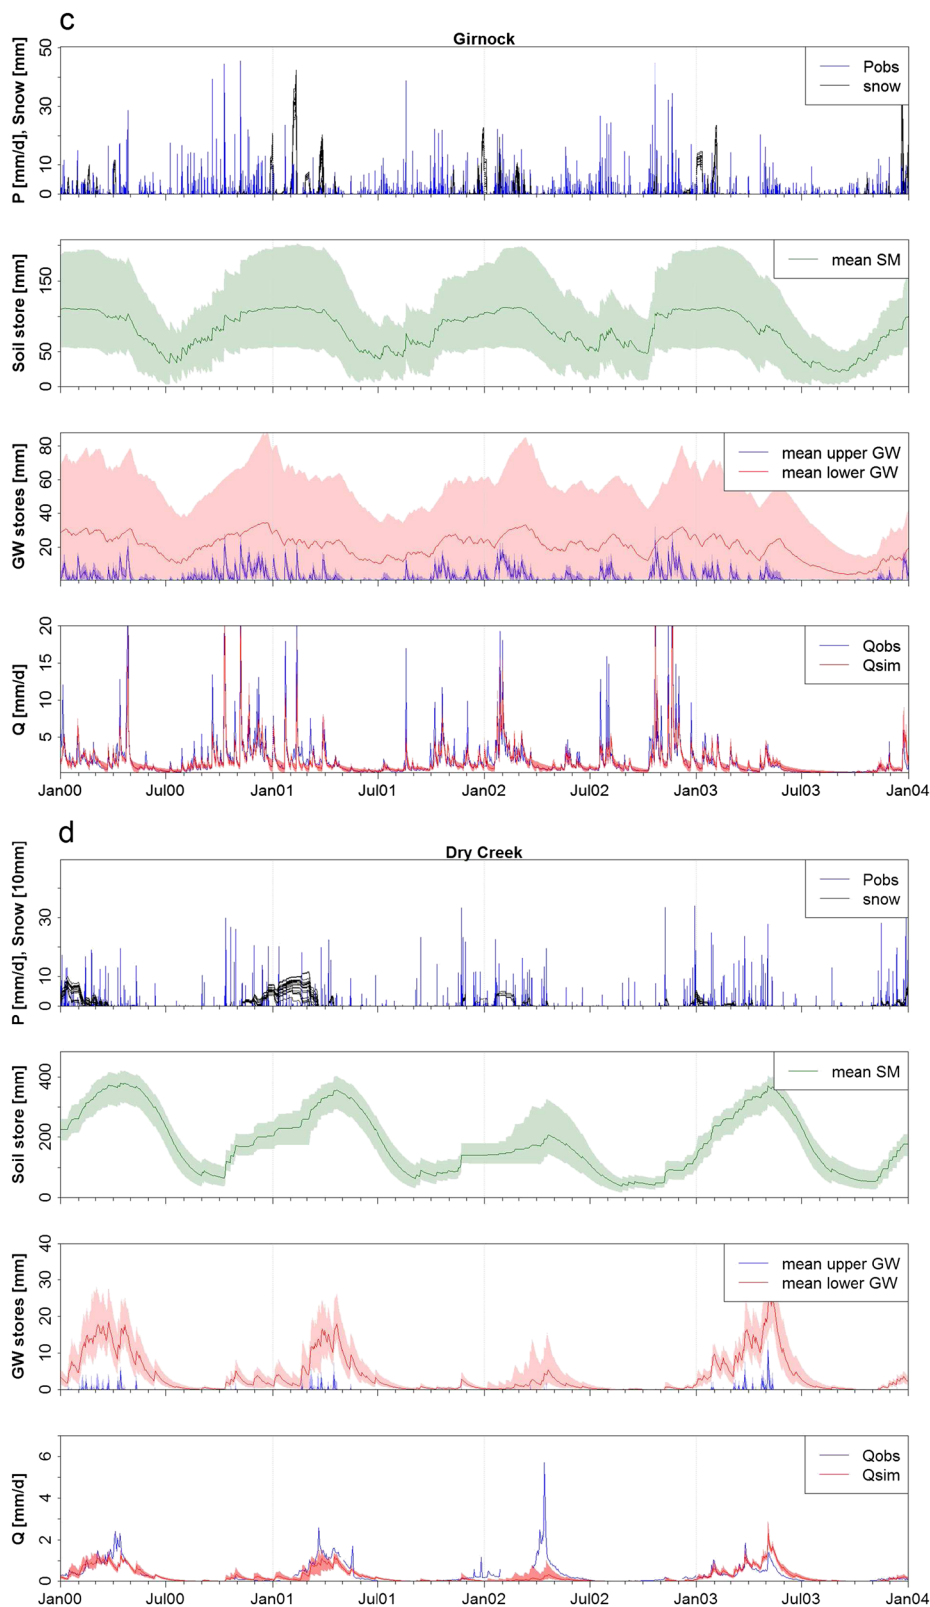 c
Girnock
P [mm/d], Snow [mm]
50
30
10
0
Pobs
snow
Soil store [mm]
150
50
0
mean SM
GW stores [mm]
80
60
40
20
mean upper GW
mean lower GW
Q [mm/d]
20
15
10
5
Qobs
Qsim
Jan00 Jul00 Jan01 Jul01 Jan02 Jul02 Jan03 Jul03 Jan04
d
Dry Creek
P [mm/d], Snow [10mm]
30
10
0
Pobs
snow
Soil store [mm]
400
200
0
mean SM
GW stores [mm]
40
30
20
10
0
mean upper GW
mean lower GW
Q [mm/d]
6
4
2
0
Qobs
Qsim
Jan00 Jul00 Jan01 Jul01 Jan02 Jul02 Jan03 Jul03 Jan04